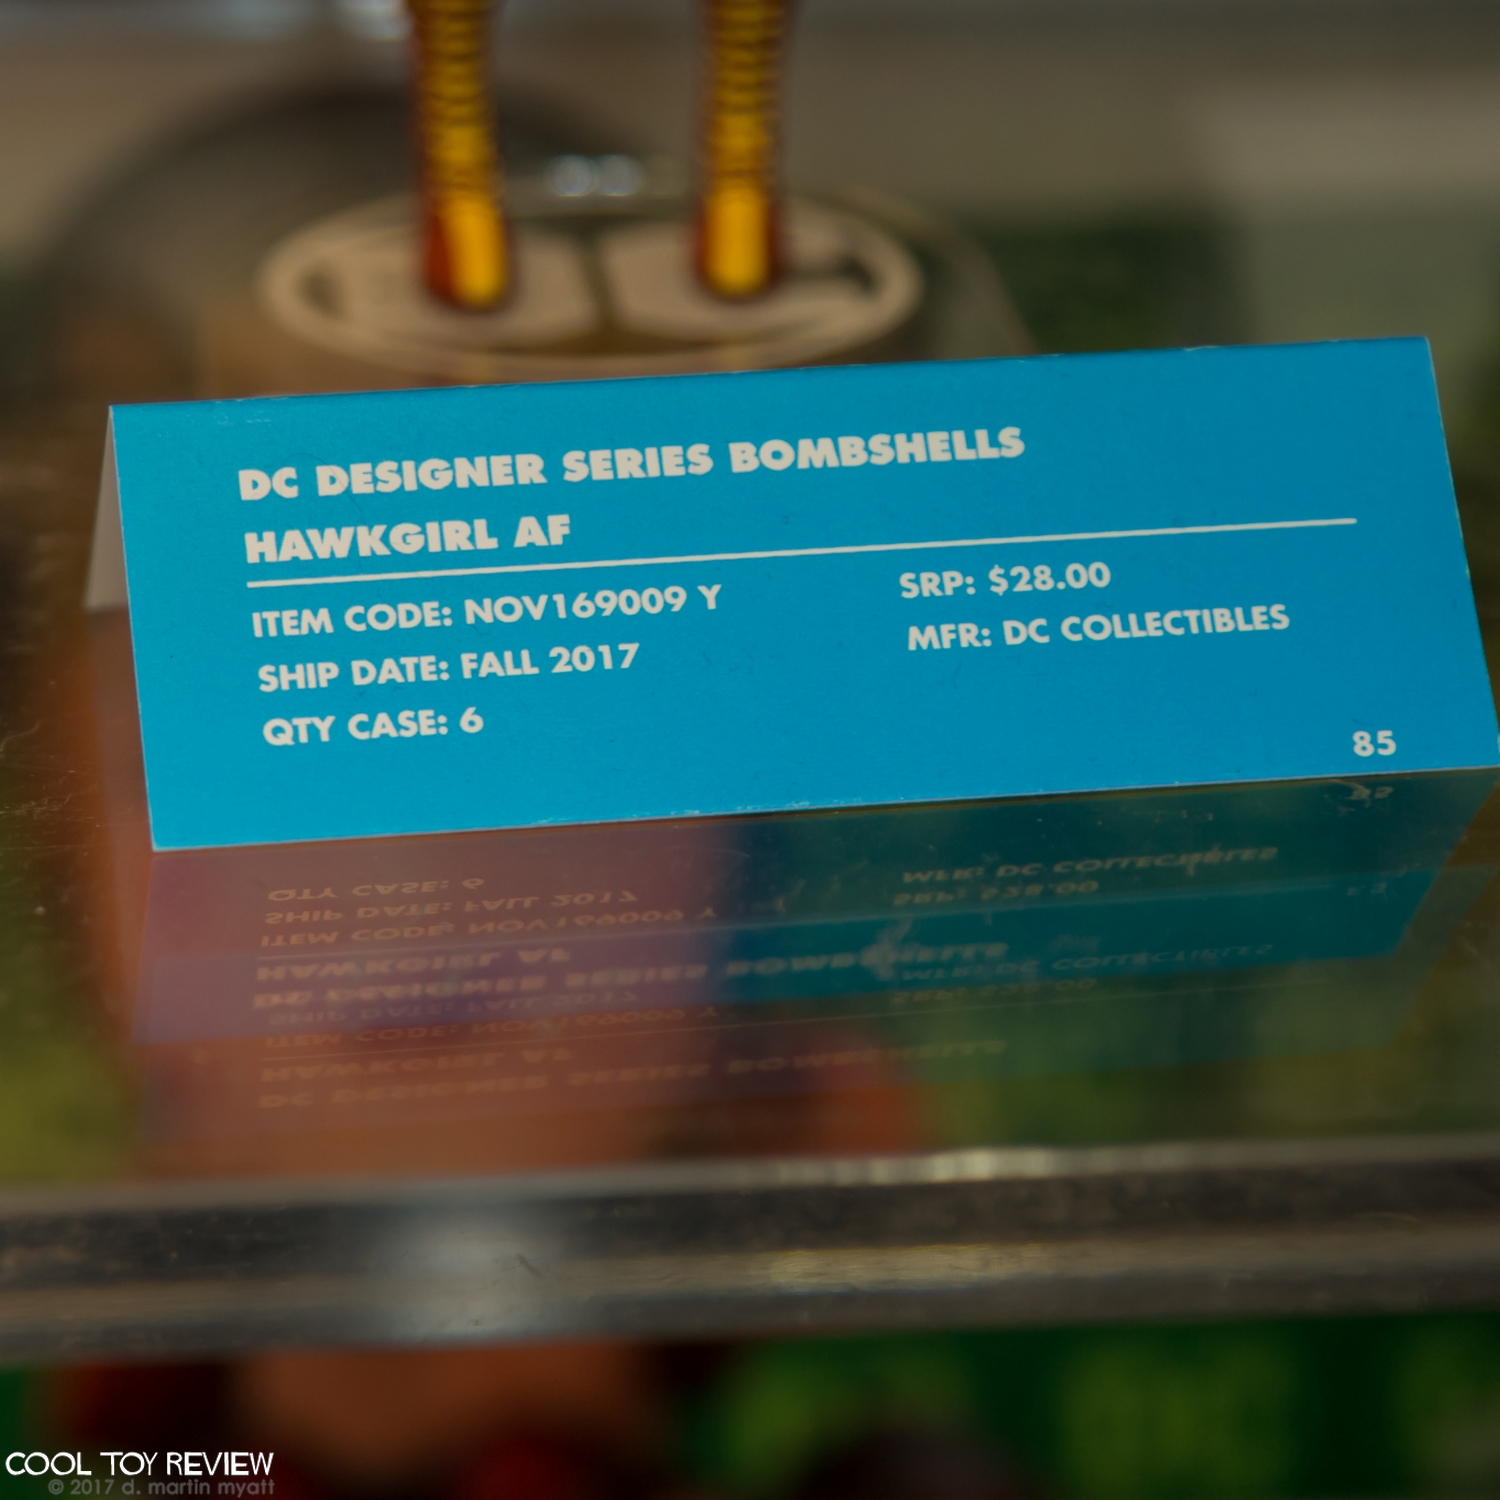 DC DESIGNER SERIES BOMBSHELLS
HAWKGIRL AF
ITEM CODE: NOV169009 Y
SRP: $28.00
SHIP DATE: FALL 2017
MFR: DC COLLECTIBLES
QTY CASE: 6
85
COOL TOY REVIEW
© 2017 d. martin myatt